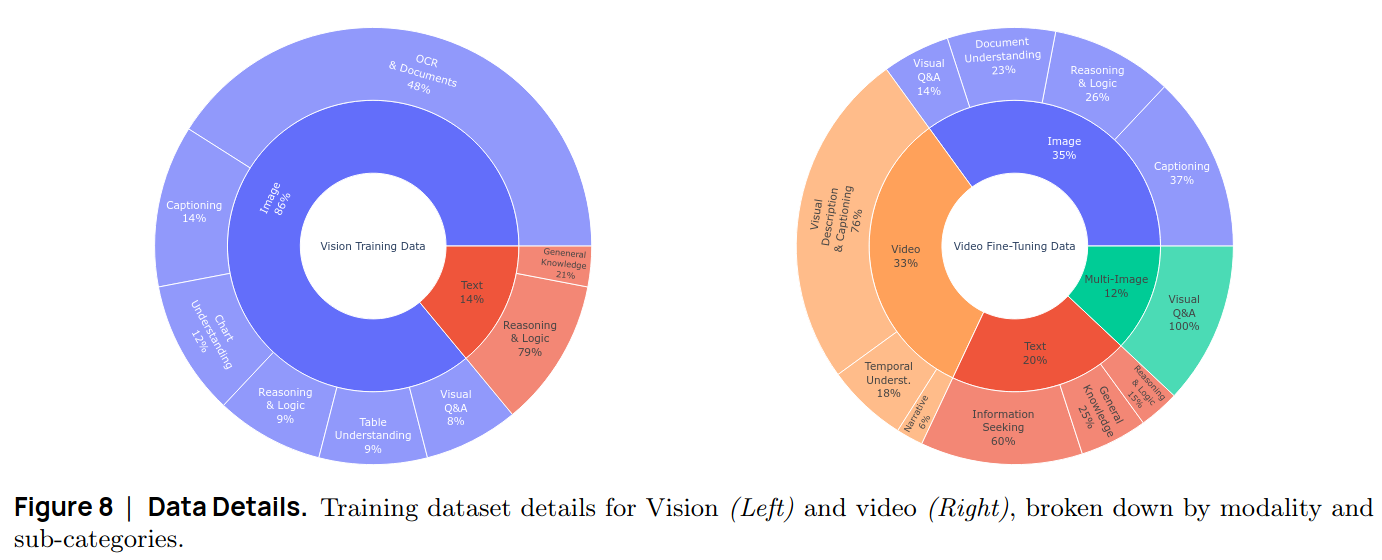 OCR
& Documents
48%
Captioning
14%
Image
86%
Vision Training Data
Geneneral
Knowledge
21%
Text
14%
Reasoning
& Logic
79%
Chart
Understanding
12%
Reasoning
& Logic
9%
Table
Understanding
9%
Visual
Q&A
8%
Visual
Q&A
14%
Document
Understanding
23%
Reasoning
& Logic
26%
Captioning
37%
Image
35%
Visual
Description
& Captioning
76%
Video
33%
Video Fine-Tuning Data
Multi-Image
12%
Visual
Q&A
100%
Text
20%
Temporal
Underst.
18%
Narrative
6%
Information
Seeking
60%
General
Knowledge
25%
Reasoning
& Logic
15%
Figure 8 | Data Details. Training dataset details for Vision (Left) and video (Right), broken down by modality and
sub-categories.